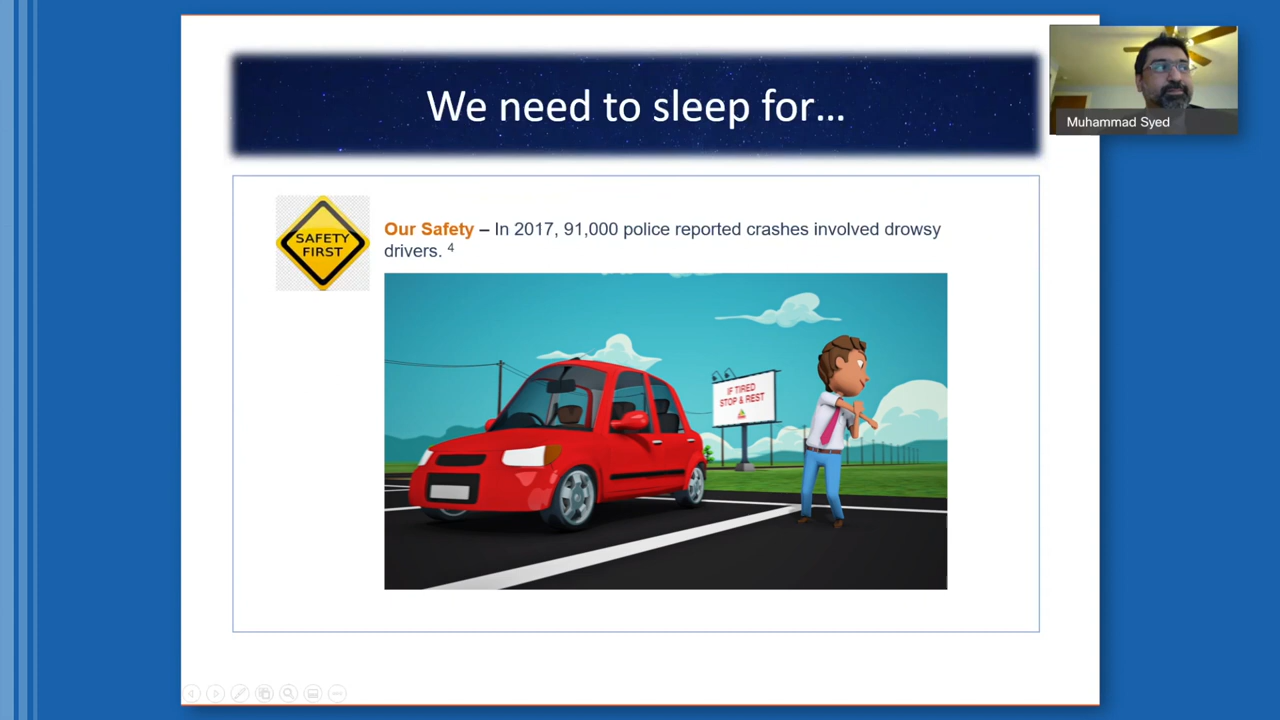 We need to sleep for...
Muhammad Syed
SAFETY
FIRST
Our Safety – In 2017, 91,000 police reported crashes involved drowsy
drivers. 4
IF TIRED
STOP & REST